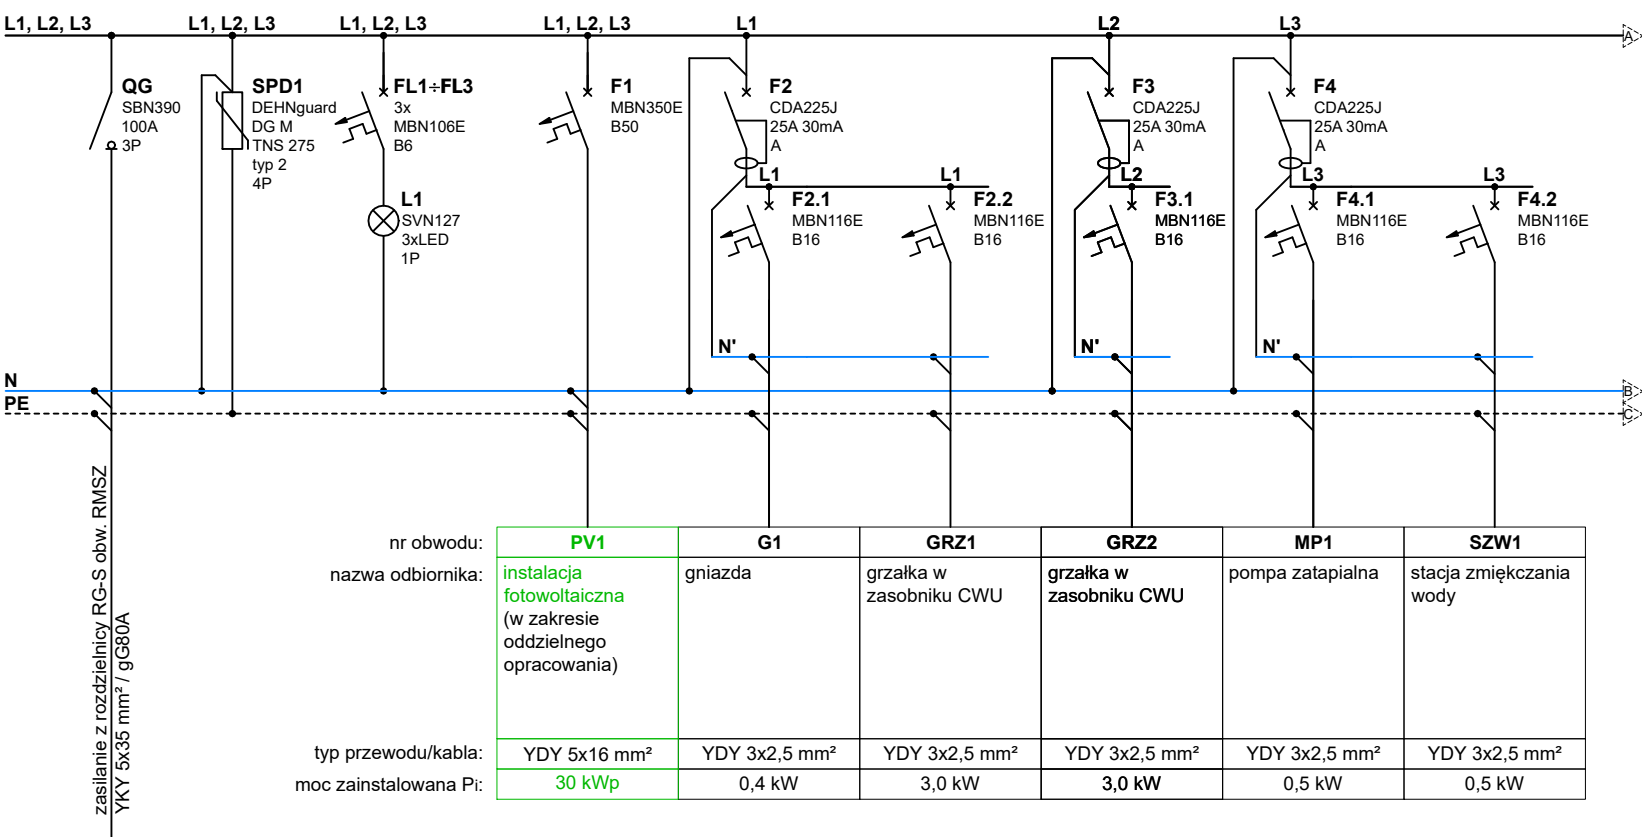 L1, L2, L3
L1, L2, L3
L1, L2, L3
L1, L2, L3
L1
L2
L3
A
QG
SBN390
100A
3P
SPD1
DEHNguard
DG M
TNS 275
typ 2
4P
FL1÷FL3
3x
MBN106E
B6
L1
SVN127
3xLED
1P
F1
MBN350E
B50
F2
CDA225J
25A 30mA
A
L1
L1
F2.1
MBN116E
B16
F2.2
MBN116E
B16
F3
CDA225J
25A 30mA
A
L2
F3.1
MBN116E
B16
F4
CDA225J
25A 30mA
A
L3
L3
F4.1
MBN116E
B16
F4.2
MBN116E
B16
N'
N'
N'
N
B
PE
C
zasilanie z rozdzielnicy RG-S obw. RMSZ
YKY 5x35 mm² / gG80A
nr obwodu: PV1 G1 GRZ1 GRZ2 MP1 SZW1
nazwa odbiornika:
instalacja
fotowoltaiczna
(w zakresie
oddzielnego
opracowania)
gniazda
grzałka w
zasobniku CWU
grzałka w
zasobniku CWU
pompa zatapialna
stacja zmiękczania
wody
typ przewodu/kabla: YDY 5x16 mm² YDY 3x2,5 mm² YDY 3x2,5 mm² YDY 3x2,5 mm² YDY 3x2,5 mm² YDY 3x2,5 mm²
moc zainstalowana Pi: 30 kWp 0,4 kW 3,0 kW 3,0 kW 0,5 kW 0,5 kW